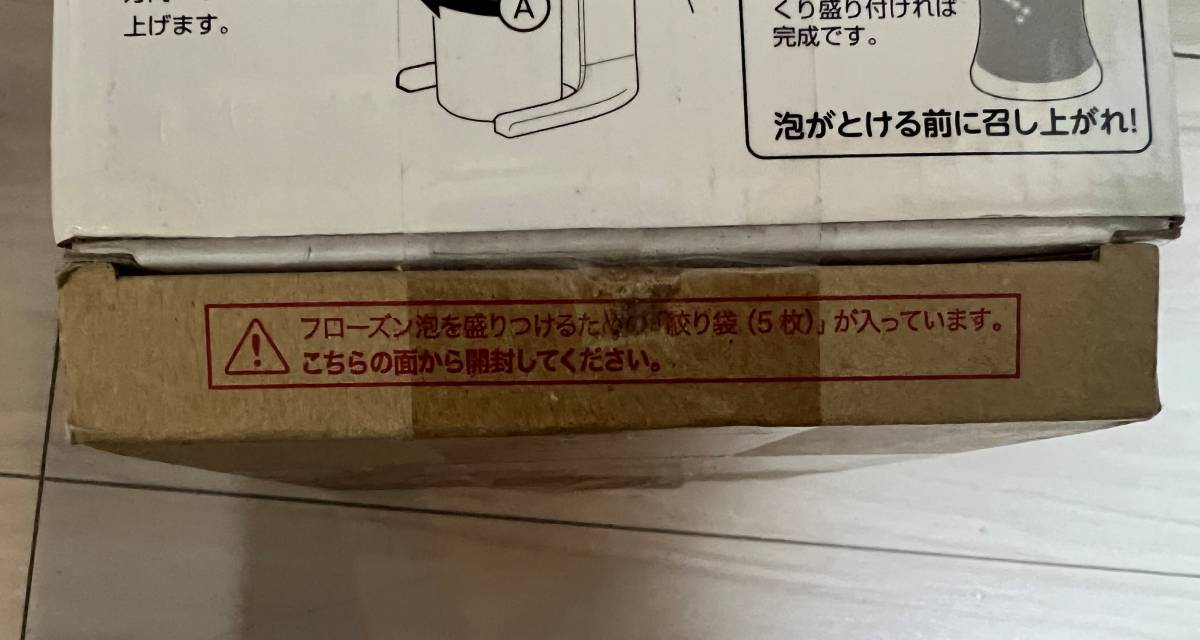 上げます。
A
くり盛り付ければ
完成です。
泡がとける前に召し上がれ!
フローズン泡を盛りつけるための「絞り袋(5枚)」が入っています。
こちらの面から開封してください。